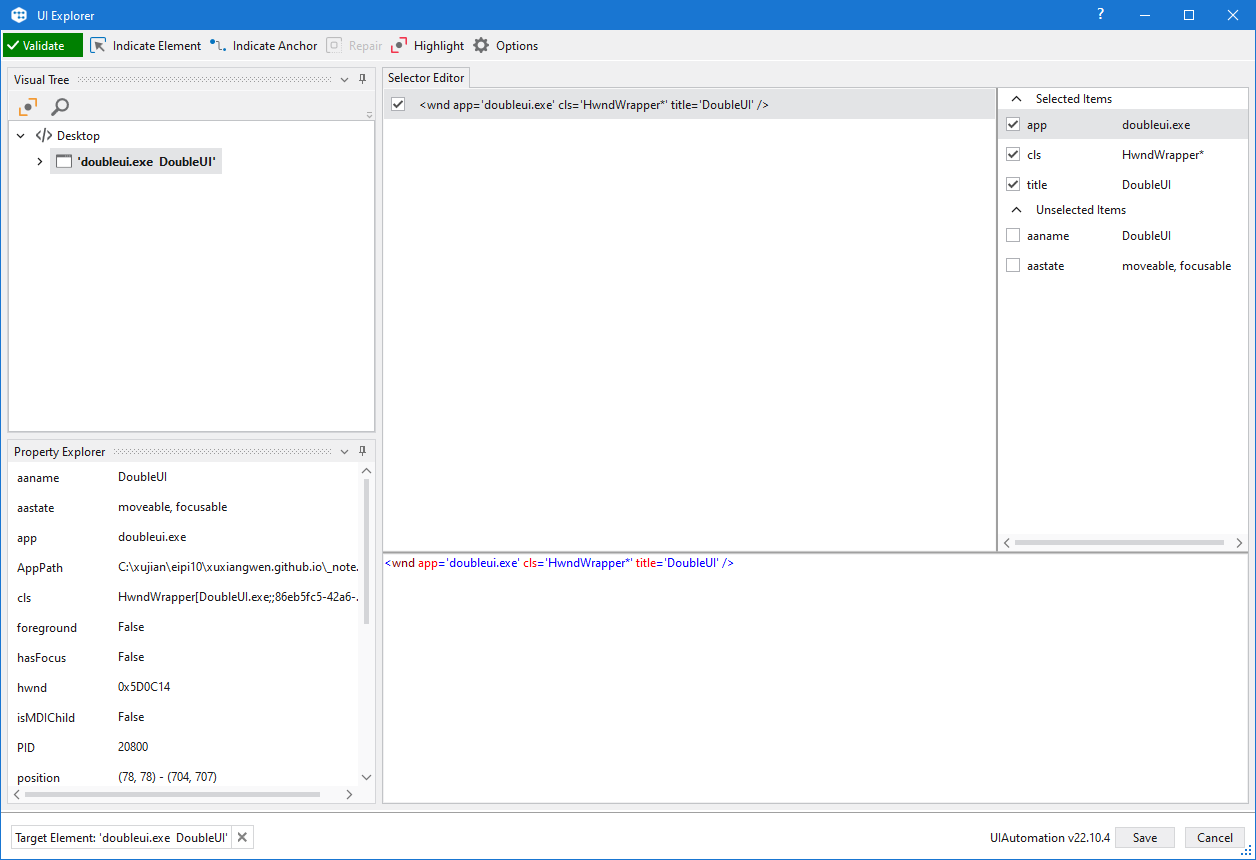 UI Explorer
?
Validate Indicate Element Indicate Anchor Repair Highlight Options
Visual Tree
</> Desktop
'doubleui.exe  DoubleUI'
Property Explorer
aaname DoubleUI
aastate moveable, focusable
app doubleui.exe
AppPath C:\xujian\eipi10\xuxiangwen.github.io\_note.
cls HwndWrapper[DoubleUI.exe;;86eb5fc5-42a6-.
foreground False
hasFocus False
hwnd 0x5D0C14
isMDIChild False
PID 20800
position (78, 78) - (704, 707)
Selector Editor
<wnd app='doubleui.exe' cls='HwndWrapper*' title='DoubleUI' />
Selected Items
app doubleui.exe
cls HwndWrapper*
title DoubleUI
Unselected Items
aaname DoubleUI
aastate moveable, focusable
<wnd app='doubleui.exe' cls='HwndWrapper*' title='DoubleUI' />
Target Element: 'doubleui.exe  DoubleUI'
UIAutomation v22.10.4 Save Cancel